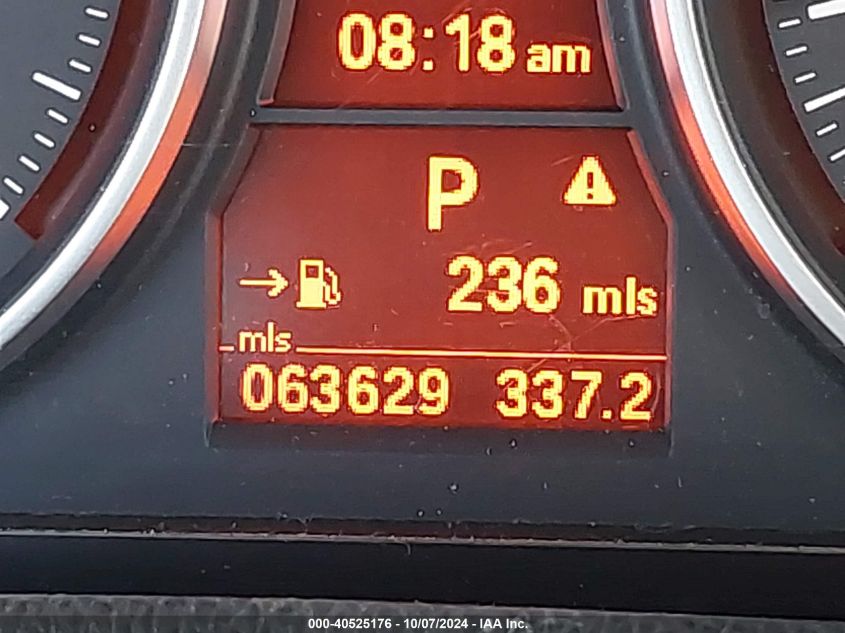 08:18 am
P
236 mls
mls
063629 337.2
000-40525176 - 10/07/2024 - IAA Inc.